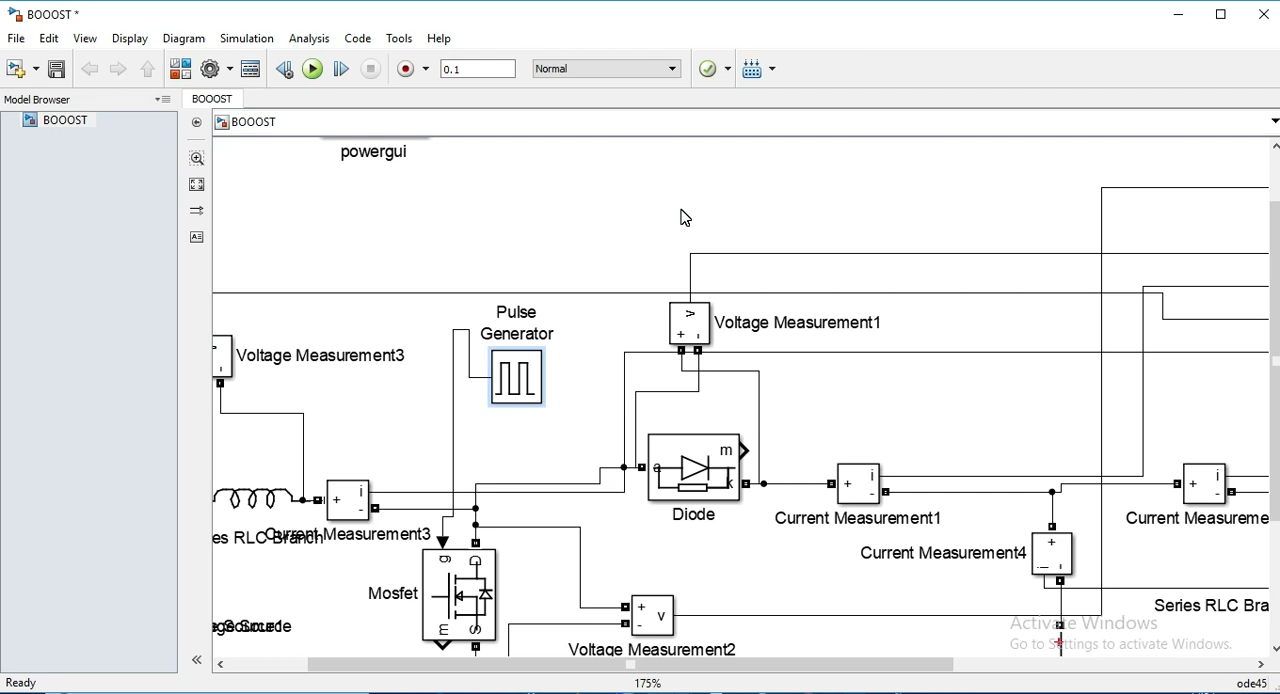 BOOOST *
File Edit View Display Diagram Simulation Analysis Code Tools Help
0.1 Normal
Model Browser
BOOOST
BOOOST
BOOOST
powergui
Pulse
Generator
Voltage Measurement1
Voltage Measurement3
m
a
k
Diode
i
+
-
Current Measurement3
es RLC Branch
i
+
-
Current Measurement1
i
+
-
Current Measureme
Current Measurement4
+
i -
Mosfet
g D
m S
+
- v
Voltage Measurement2
Series RLC Bra
Activate Windows
Go to Settings to activate Windows.
Ready 175% ode45